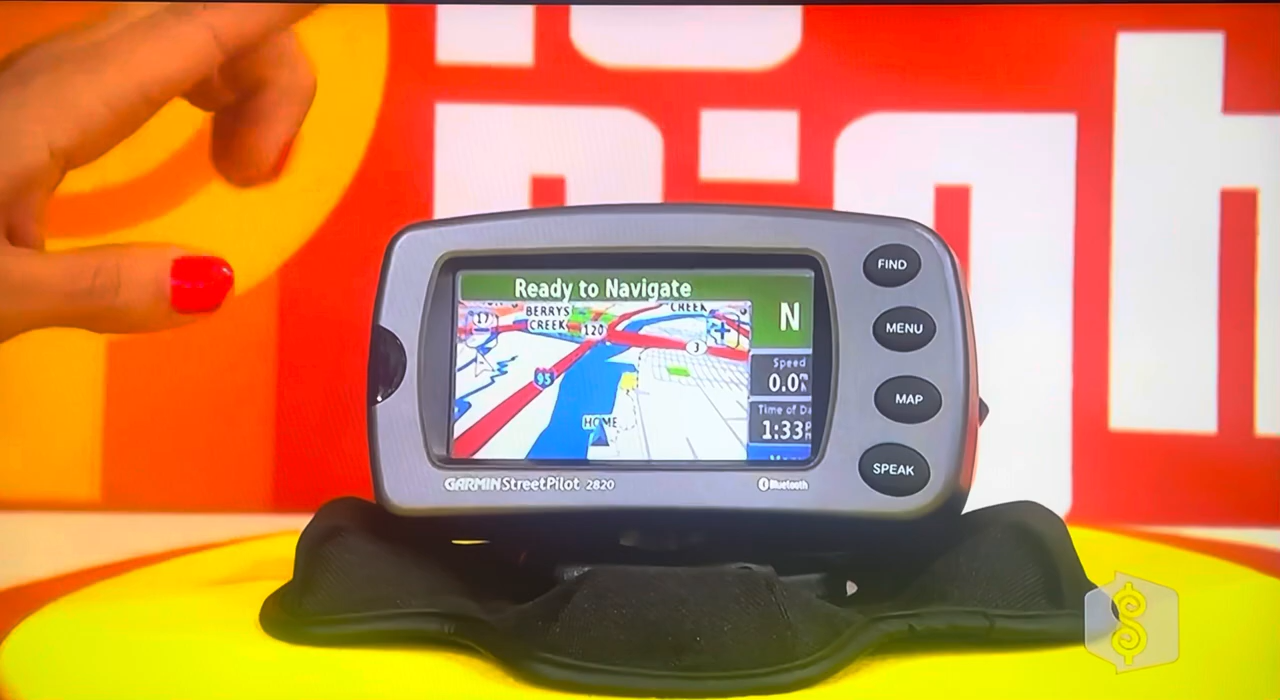 Ready to Navigate
N
BERRYS
CREEK
CREEK
17
120
3
95
HOME
Speed
0.0
Time of Da
1:33
FIND
MENU
MAP
SPEAK
GARMIN StreetPilot 2820
Bluetooth
$